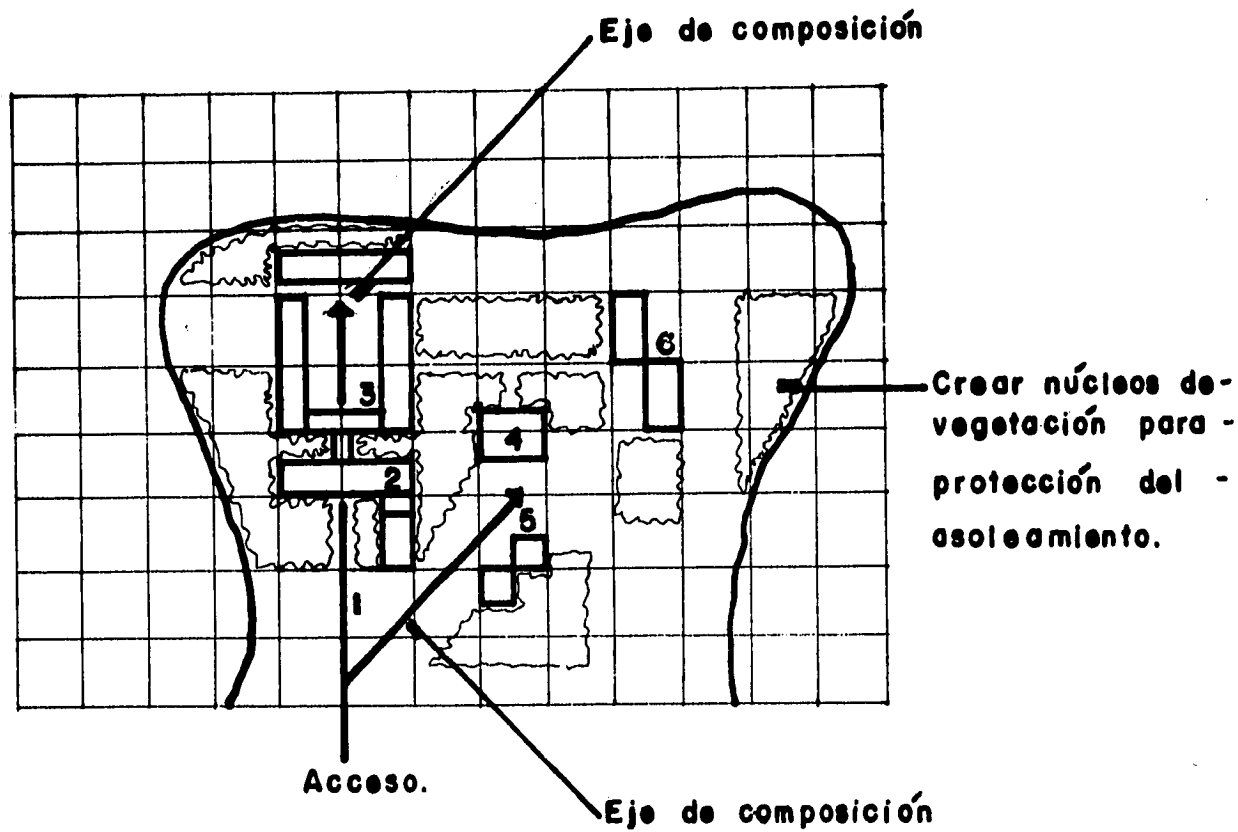 Eje de composición
6
3
Crear núcleos de-
vegetación para-
4
protección del -
2
5
asoleamiento.
1
Acceso.
Eje de composición